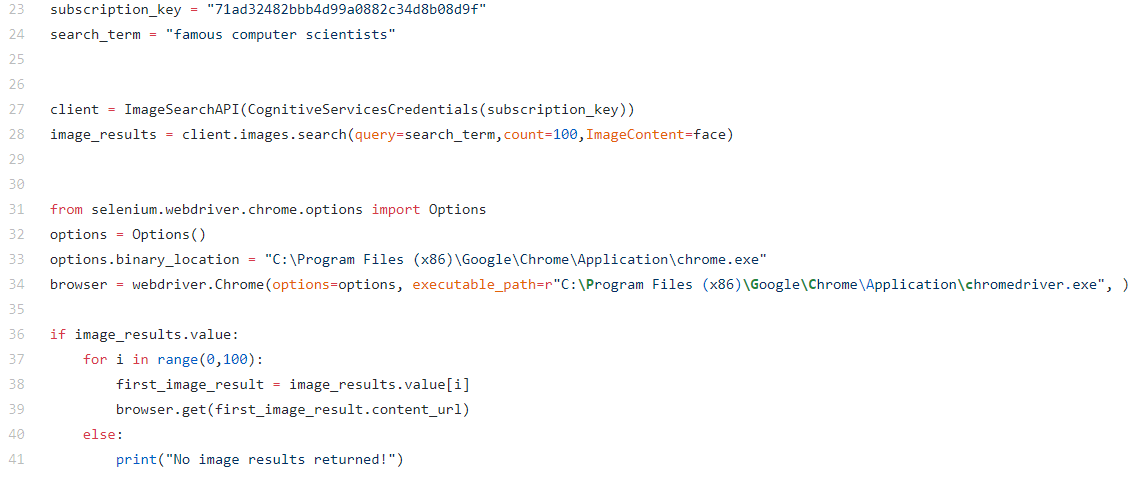 23 subscription_key = "71ad32482bbb4d99a0882c34d8b08d9f"
24 search_term = "famous computer scientists"
25
26
27 client = ImageSearchAPI(CognitiveServicesCredentials(subscription_key))
28 image_results = client.images.search(query=search_term,count=100,ImageContent=face)
29
30
31 from selenium.webdriver.chrome.options import Options
32 options = Options()
33 options.binary_location = "C:\Program Files (x86)\Google\Chrome\Application\chrome.exe"
34 browser = webdriver.Chrome(options=options, executable_path=r"C:\Program Files (x86)\Google\Chrome\Application\chromedriver.exe", )
35
36 if image_results.value:
37     for i in range(0,100):
38         first_image_result = image_results.value[i]
39         browser.get(first_image_result.content_url)
40     else:
41         print("No image results returned!")